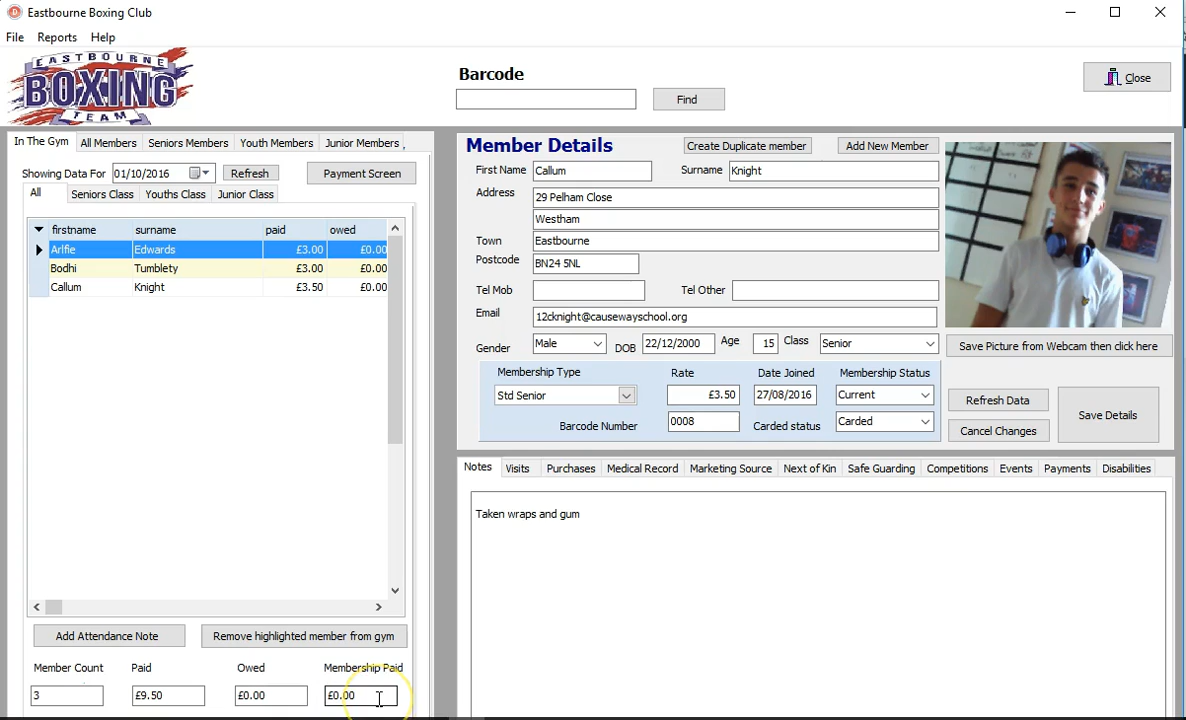 Eastbourne Boxing Club
File Reports Help
EASTBOURNE
BOXING
TEAM
Barcode
Find
Close
In The Gym All Members Seniors Members Youth Members Junior Members
Showing Data For 01/10/2016 Refresh Payment Screen
All Seniors Class Youths Class Junior Class
firstname surname paid owed
Arlfie Edwards £3.00 £0.00
Bodhi Tumblety £3.00 £0.00
Callum Knight £3.50 £0.00
Add Attendance Note Remove highlighted member from gym
Member Count Paid Owed Membership Paid
3 £9.50 £0.00 £0.00
Member Details Create Duplicate member Add New Member
First Name Callum Surname Knight
Address 29 Pelham Close
Westham
Town Eastbourne
Postcode BN24 5NL
Tel Mob Tel Other
Email 12cknight@causewayschool.org
Gender Male DOB 22/12/2000 Age 15 Class Senior
Save Picture from Webcam then click here
Membership Type Rate Date Joined Membership Status
Std Senior £3.50 27/08/2016 Current
Barcode Number 0008 Carded status Carded
Refresh Data Save Details
Cancel Changes
Notes Visits Purchases Medical Record Marketing Source Next of Kin Safe Guarding Competitions Events Payments Disabilities
Taken wraps and gum